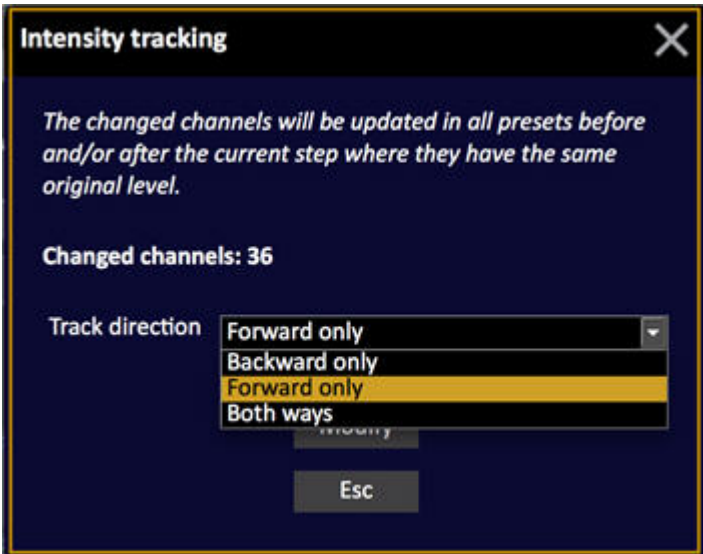 Intensity tracking
The changed channels will be updated in all presets before
and/or after the current step where they have the same
original level.
Changed channels: 36
Track direction Forward only
Backward only
Forward only
Both ways
Modify
Esc